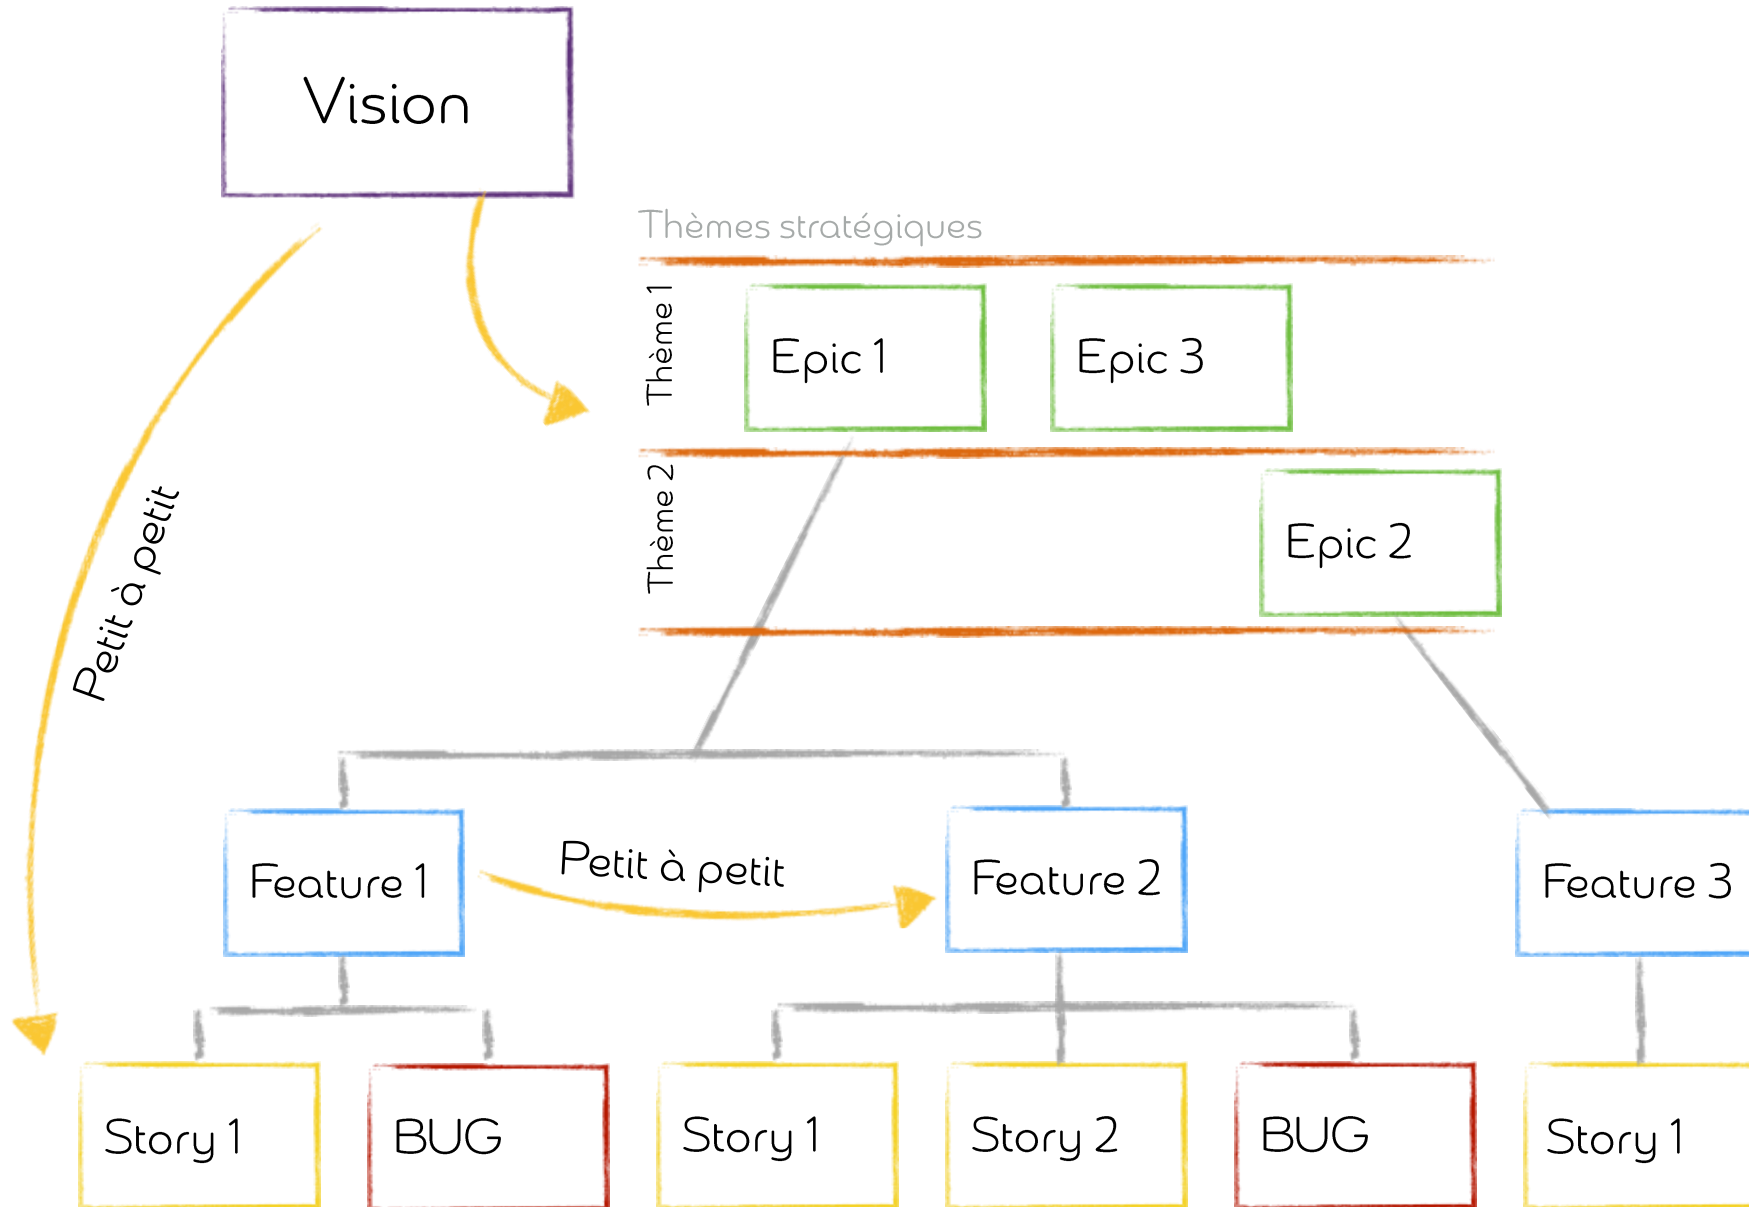 Vision
Thèmes stratégiques
Thème 1
Epic 1
Epic 3
Thème 2
Epic 2
Petit à petit
Feature 1
Petit à petit
Feature 2
Feature 3
Story 1
BUG
Story 1
Story 2
BUG
Story 1